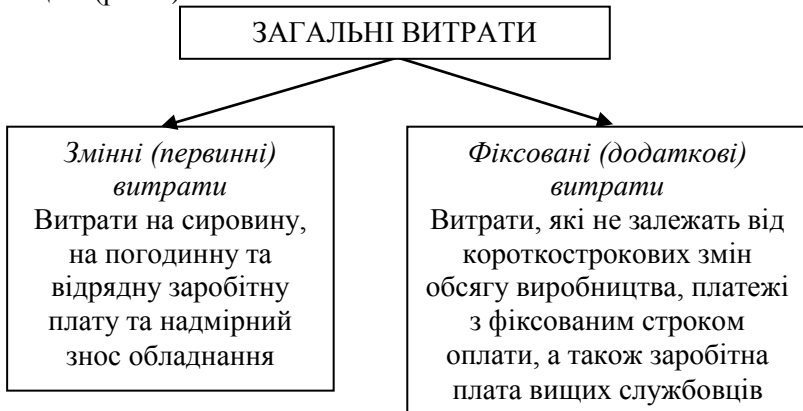 ЗАГАЛЬНІ ВИТРАТИ
Змінні (первинні)
витрати
Витрати на сировину,
на погодинну та
відрядну заробітну
плату та надмірний
знос обладнання
Фіксовані (додаткові)
витрати
Витрати, які не залежать від
короткострокових змін
обсягу виробництва, платежі
з фіксованим строком
оплати, а також заробітна
плата вищих службовців